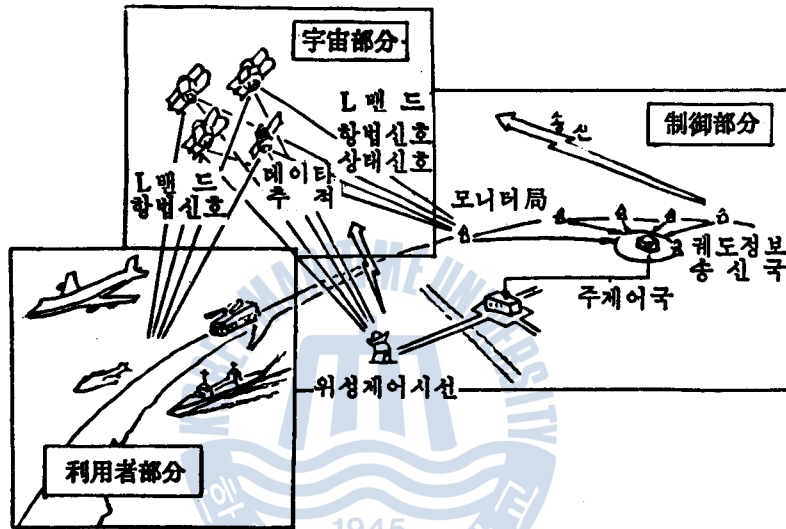 宇宙部分
L 밴 드
항법신호
상태신호
송신
制御部分
L 밴 드
항법신호
데이타
추 적
모니터局
궤도정보
송 신 국
주제어국
위성제어시선
利用者部分
MARITIME UNIVERSITY
1945